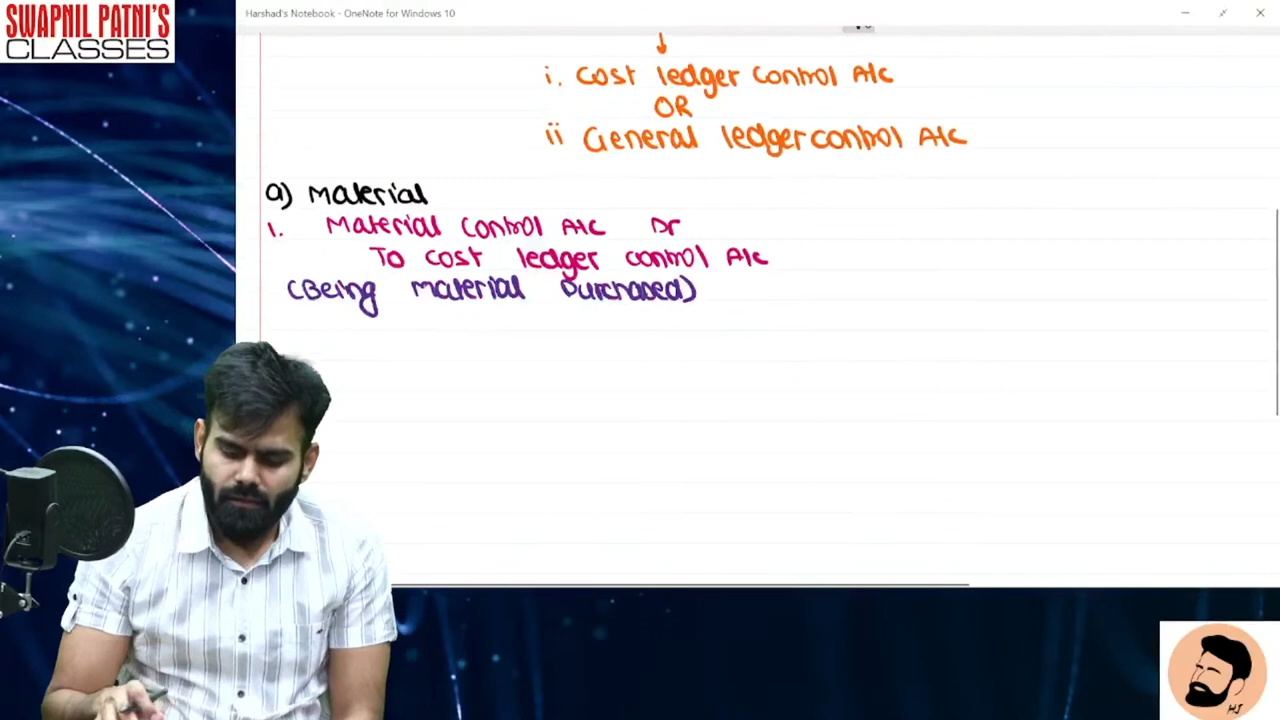 SWAPNIL PATNI'S
CLASSES
Harshad's Notebook - OneNote for Windows 10
i. Cost ledger Control A/c
OR
ii General ledger control A/c
a) Material
1. Material Control A/c Dr
To Cost ledger control A/c
(Being Material Purchased)
HS